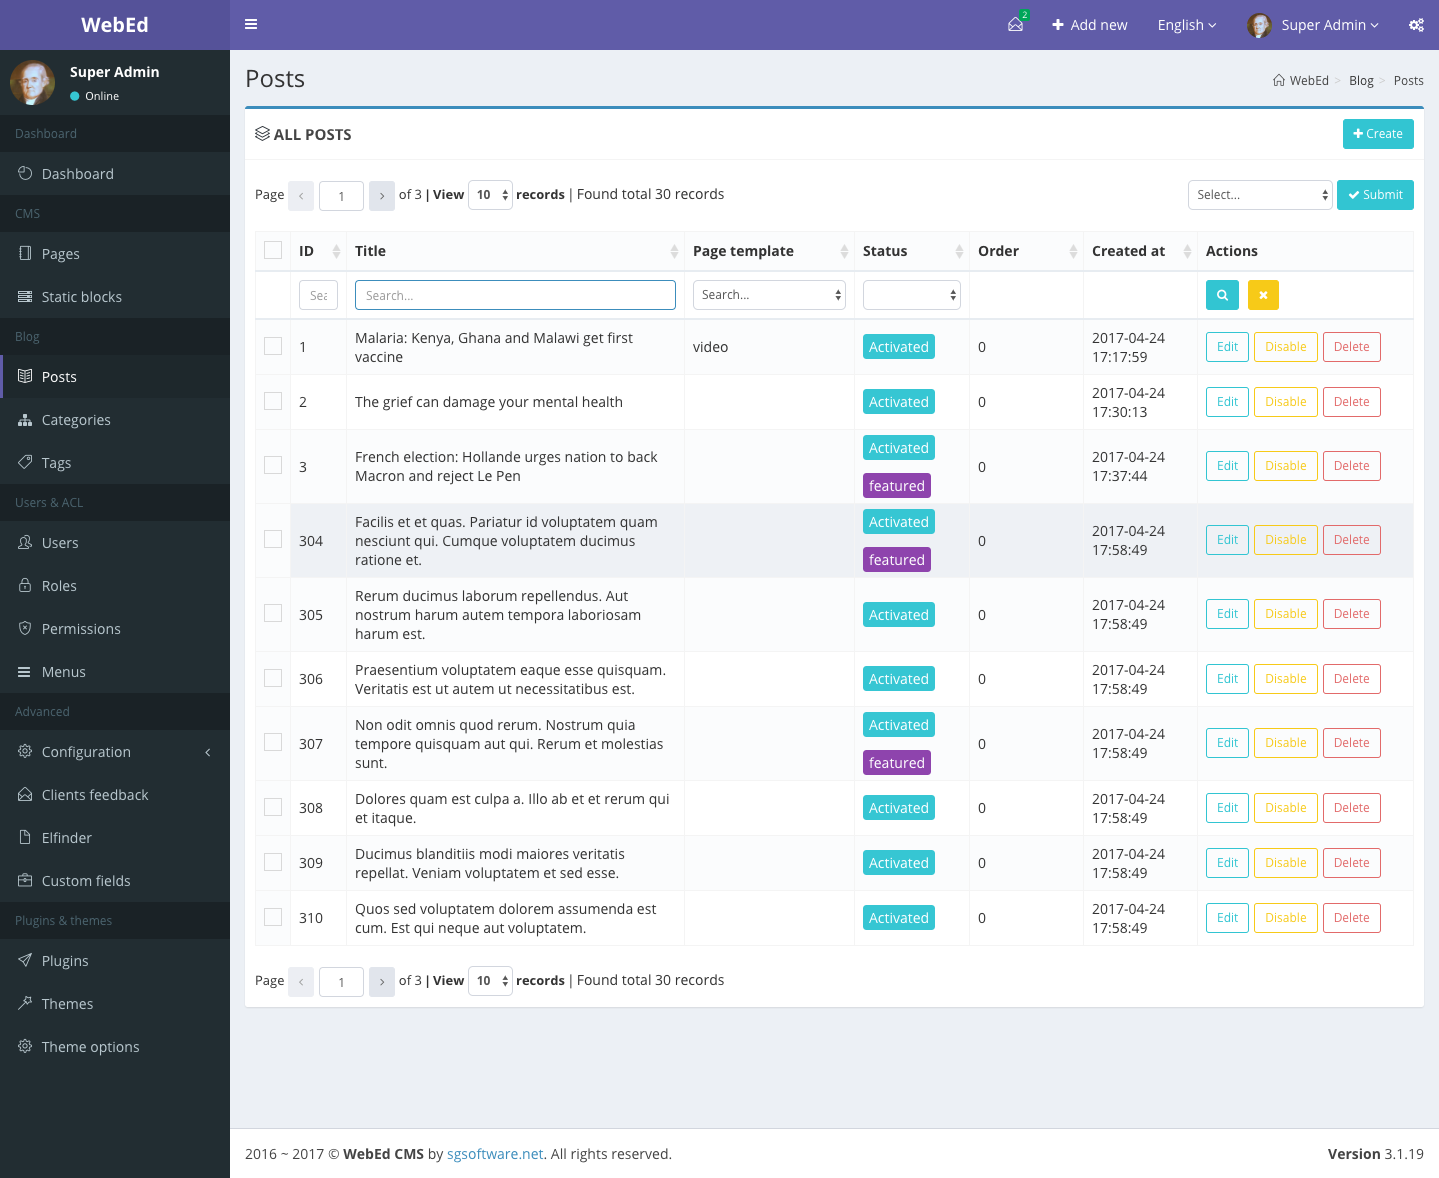 WebEd
2
Add new
English
Super Admin
Super Admin
Online
Dashboard
Dashboard
CMS
Pages
Static blocks
Blog
Posts
Categories
Tags
Users & ACL
Users
Roles
Permissions
Menus
Advanced
Configuration
Clients feedback
Elfinder
Custom fields
Plugins & themes
Plugins
Themes
Theme options
Posts
WebEd > Blog > Posts
ALL POSTS
Create
Page 1 of 3 | View 10 records | Found total 30 records
Select...
Submit
ID Title Page template Status Order Created at Actions
Sea Search... Search...
1 Malaria: Kenya, Ghana and Malawi get first vaccine video Activated 0 2017-04-24 17:17:59 Edit Disable Delete
2 The grief can damage your mental health Activated 0 2017-04-24 17:30:13 Edit Disable Delete
3 French election: Hollande urges nation to back Macron and reject Le Pen Activated featured 0 2017-04-24 17:37:44 Edit Disable Delete
304 Facilis et et quas. Pariatur id voluptatem quam nesciunt qui. Cumque voluptatem ducimus ratione et. Activated featured 0 2017-04-24 17:58:49 Edit Disable Delete
305 Rerum ducimus laborum repellendus. Aut nostrum harum autem tempora laboriosam harum est. Activated 0 2017-04-24 17:58:49 Edit Disable Delete
306 Praesentium voluptatem eaque esse quisquam. Veritatis est ut autem ut necessitatibus est. Activated 0 2017-04-24 17:58:49 Edit Disable Delete
307 Non odit omnis quod rerum. Nostrum quia tempore quisquam aut qui. Rerum et molestias sunt. Activated featured 0 2017-04-24 17:58:49 Edit Disable Delete
308 Dolores quam est culpa a. Illo ab et et rerum qui et itaque. Activated 0 2017-04-24 17:58:49 Edit Disable Delete
309 Ducimus blanditiis modi maiores veritatis repellat. Veniam voluptatem et sed esse. Activated 0 2017-04-24 17:58:49 Edit Disable Delete
310 Quos sed voluptatem dolorem assumenda est cum. Est qui neque aut voluptatem. Activated 0 2017-04-24 17:58:49 Edit Disable Delete
Page 1 of 3 | View 10 records | Found total 30 records
2016 ~ 2017 © WebEd CMS by sgsoftware.net. All rights reserved.
Version 3.1.19